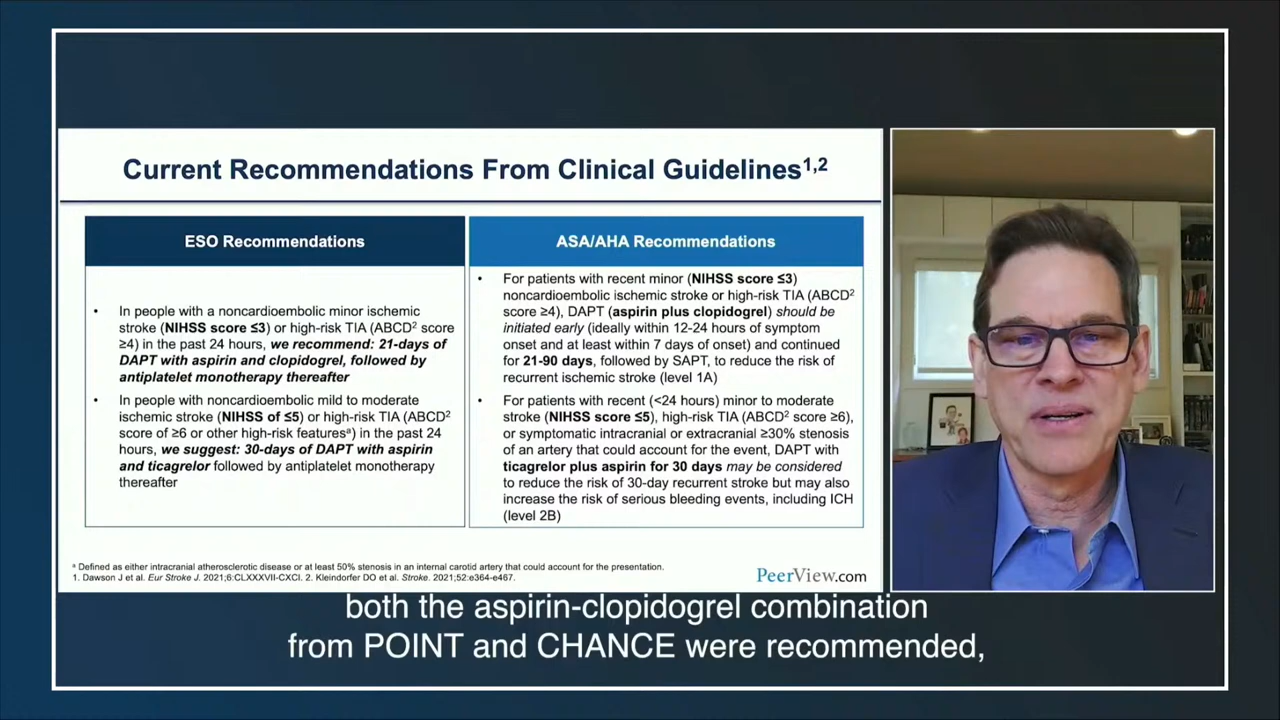 Current Recommendations From Clinical Guidelines1,2
ESO Recommendations
• In people with a noncardioembolic minor ischemic
stroke (NIHSS score ≤3) or high-risk TIA (ABCD2 score
≥4) in the past 24 hours, we recommend: 21-days of
DAPT with aspirin and clopidogrel, followed by
antiplatelet monotherapy thereafter
• In people with noncardioembolic mild to moderate
ischemic stroke (NIHSS of ≤5) or high-risk TIA (ABCD2
score of ≥6 or other high-risk featuresa) in the past 24
hours, we suggest: 30-days of DAPT with aspirin
and ticagrelor followed by antiplatelet monotherapy
thereafter
ASA/AHA Recommendations
• For patients with recent minor (NIHSS score ≤3)
noncardioembolic ischemic stroke or high-risk TIA (ABCD2
score ≥4), DAPT (aspirin plus clopidogrel) should be
initiated early (ideally within 12-24 hours of symptom
onset and at least within 7 days of onset) and continued
for 21-90 days, followed by SAPT, to reduce the risk of
recurrent ischemic stroke (level 1A)
• For patients with recent (<24 hours) minor to moderate
stroke (NIHSS score ≤5), high-risk TIA (ABCD2 score ≥6),
or symptomatic intracranial or extracranial ≥30% stenosis
of an artery that could account for the event, DAPT with
ticagrelor plus aspirin for 30 days may be considered
to reduce the risk of 30-day recurrent stroke but may also
increase the risk of serious bleeding events, including ICH
(level 2B)
a Defined as either intracranial atherosclerotic disease or at least 50% stenosis in an internal carotid artery that could account for the presentation.
1. Dawson J et al. Eur Stroke J. 2021;6:CLXXXVII-CXCI. 2. Kleindorfer DO et al. Stroke. 2021;52:e364-e467.
PeerView.com
both the aspirin-clopidogrel combination
from POINT and CHANCE were recommended,